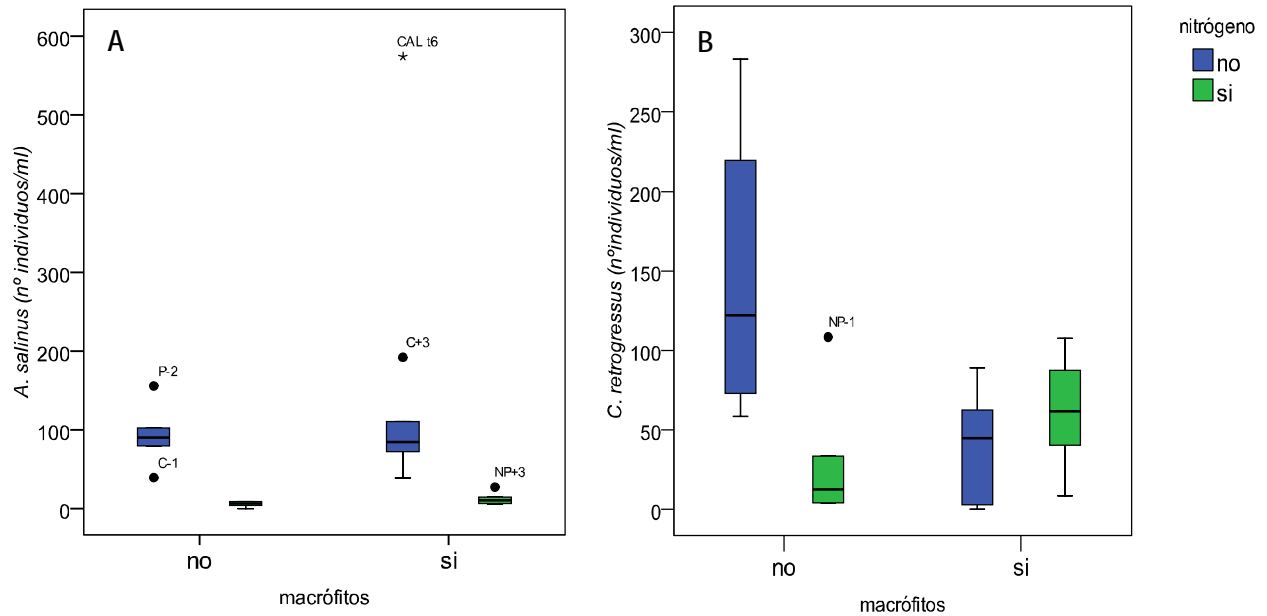 A
A. salinus (nº individuos/ml)
600
500
400
300
200
100
0
CAL t6
C+3
P-2
C-1
NP+3
no
si
macrófitos
B
C. retrogressus (nºindividuos/ml)
300
250
200
150
100
50
0
NP-1
no
si
macrófitos
nitrógeno
no
si